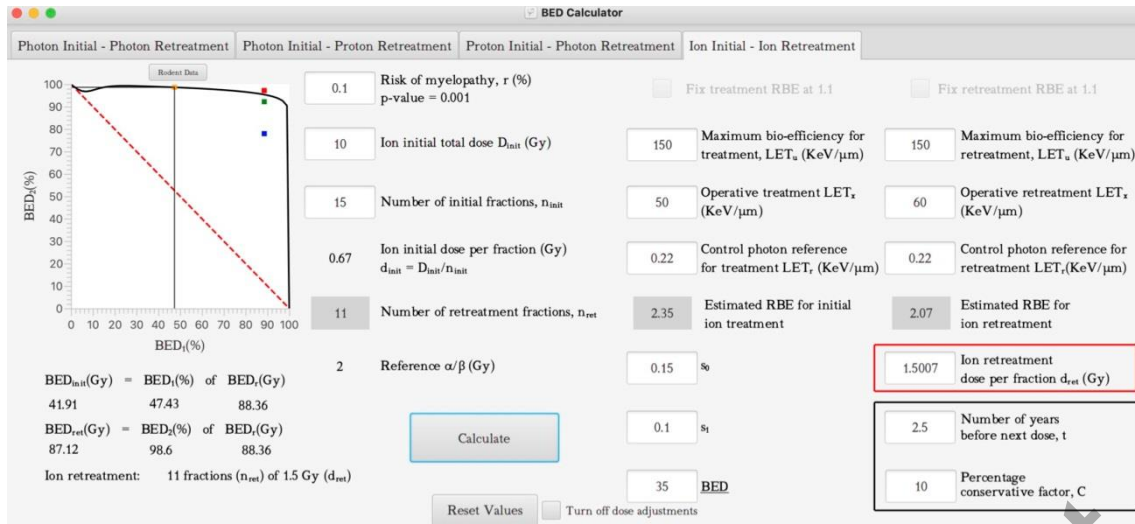 BED Calculator
Photon Initial - Photon Retreatment
Photon Initial - Proton Retreatment
Proton Initial - Photon Retreatment
Ion Initial - Ion Retreatment
Rodent Data
100
90
80
70
60
50
40
30
20
10
0
BED₂(%)
0 10 20 30 40 50 60 70 80 90 100
BED₁(%)
BEDᵢₙᵢₜ(Gy) = BED₁(%) of BEDᵣ(Gy)
41.91 47.43 88.36
BEDᵣₑₜ(Gy) = BED₂(%) of BEDᵣ(Gy)
87.12 98.6 88.36
Ion retreatment: 11 fractions (nᵣₑₜ) of 1.5 Gy (dᵣₑₜ)
0.1 Risk of myelopathy, r (%)
p-value = 0.001
10 Ion initial total dose Dᵢₙᵢₜ (Gy)
15 Number of initial fractions, nᵢₙᵢₜ
0.67 Ion initial dose per fraction (Gy)
dᵢₙᵢₜ = Dᵢₙᵢₜ/nᵢₙᵢₜ
11 Number of retreatment fractions, nᵣₑₜ
2 Reference α/β (Gy)
Calculate
Reset Values
Turn off dose adjustments
Fix treatment RBE at 1.1
150 Maximum bio-efficiency for
treatment, LETᵤ (KeV/μm)
50 Operative treatment LETₓ
(KeV/μm)
0.22 Control photon reference
for treatment LETᵣ (KeV/μm)
2.35 Estimated RBE for initial
ion treatment
0.15 s₀
0.1 s₁
35 BED
Fix retreatment RBE at 1.1
150 Maximum bio-efficiency for
retreatment, LETᵤ (KeV/μm)
60 Operative retreatment LETₓ
(KeV/μm)
0.22 Control photon reference for
retreatment LETᵣ(KeV/μm)
2.07 Estimated RBE for
ion retreatment
1.5007 Ion retreatment
dose per fraction dᵣₑₜ (Gy)
2.5 Number of years
before next dose, t
10 Percentage
conservative factor, C